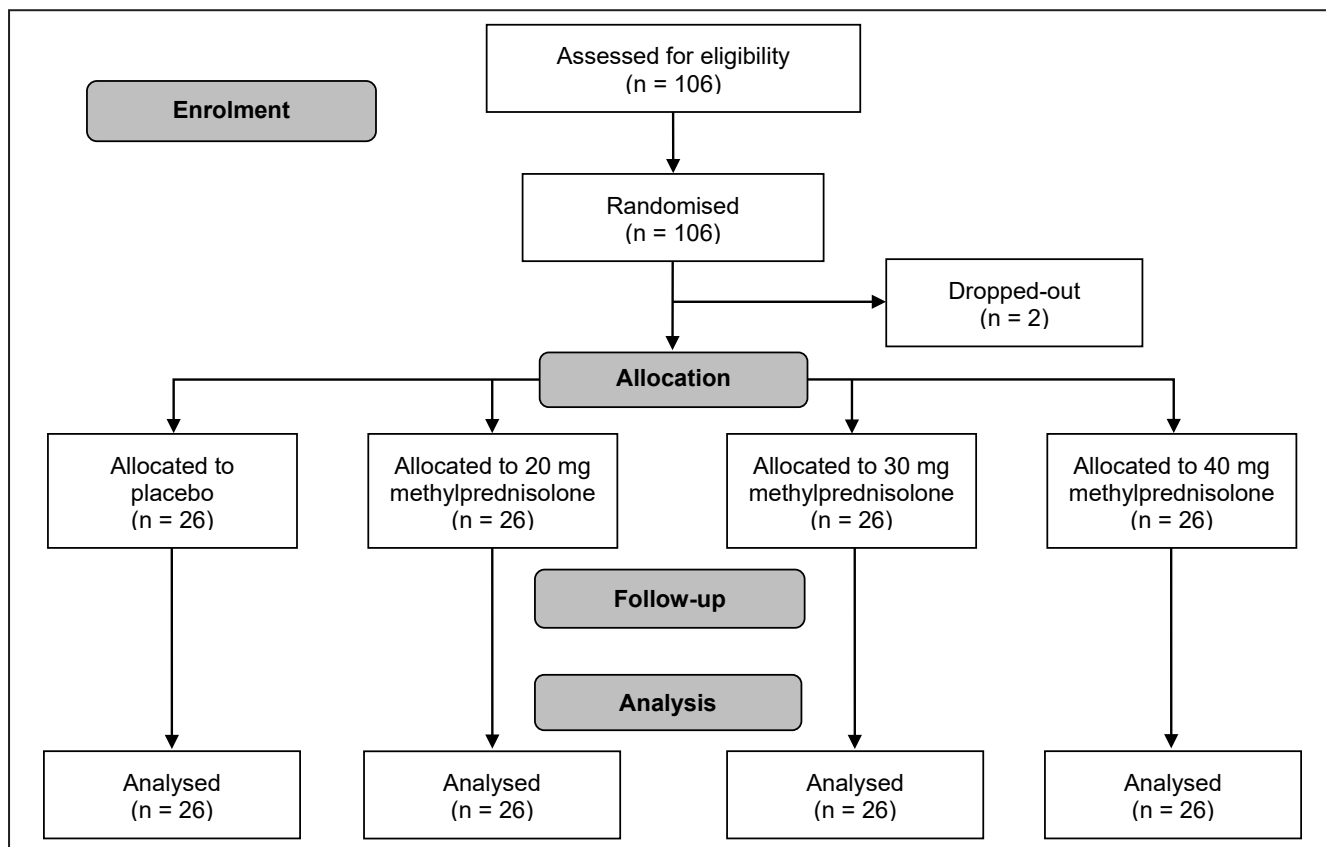 Assessed for eligibility
(n = 106)
Enrolment
Randomised
(n = 106)
Dropped-out
(n = 2)
Allocation
Allocated to
placebo
(n = 26)
Allocated to 20 mg
methylprednisolone
(n = 26)
Allocated to 30 mg
methylprednisolone
(n = 26)
Allocated to 40 mg
methylprednisolone
(n = 26)
Follow-up
Analysis
Analysed
(n = 26)
Analysed
(n = 26)
Analysed
(n = 26)
Analysed
(n = 26)